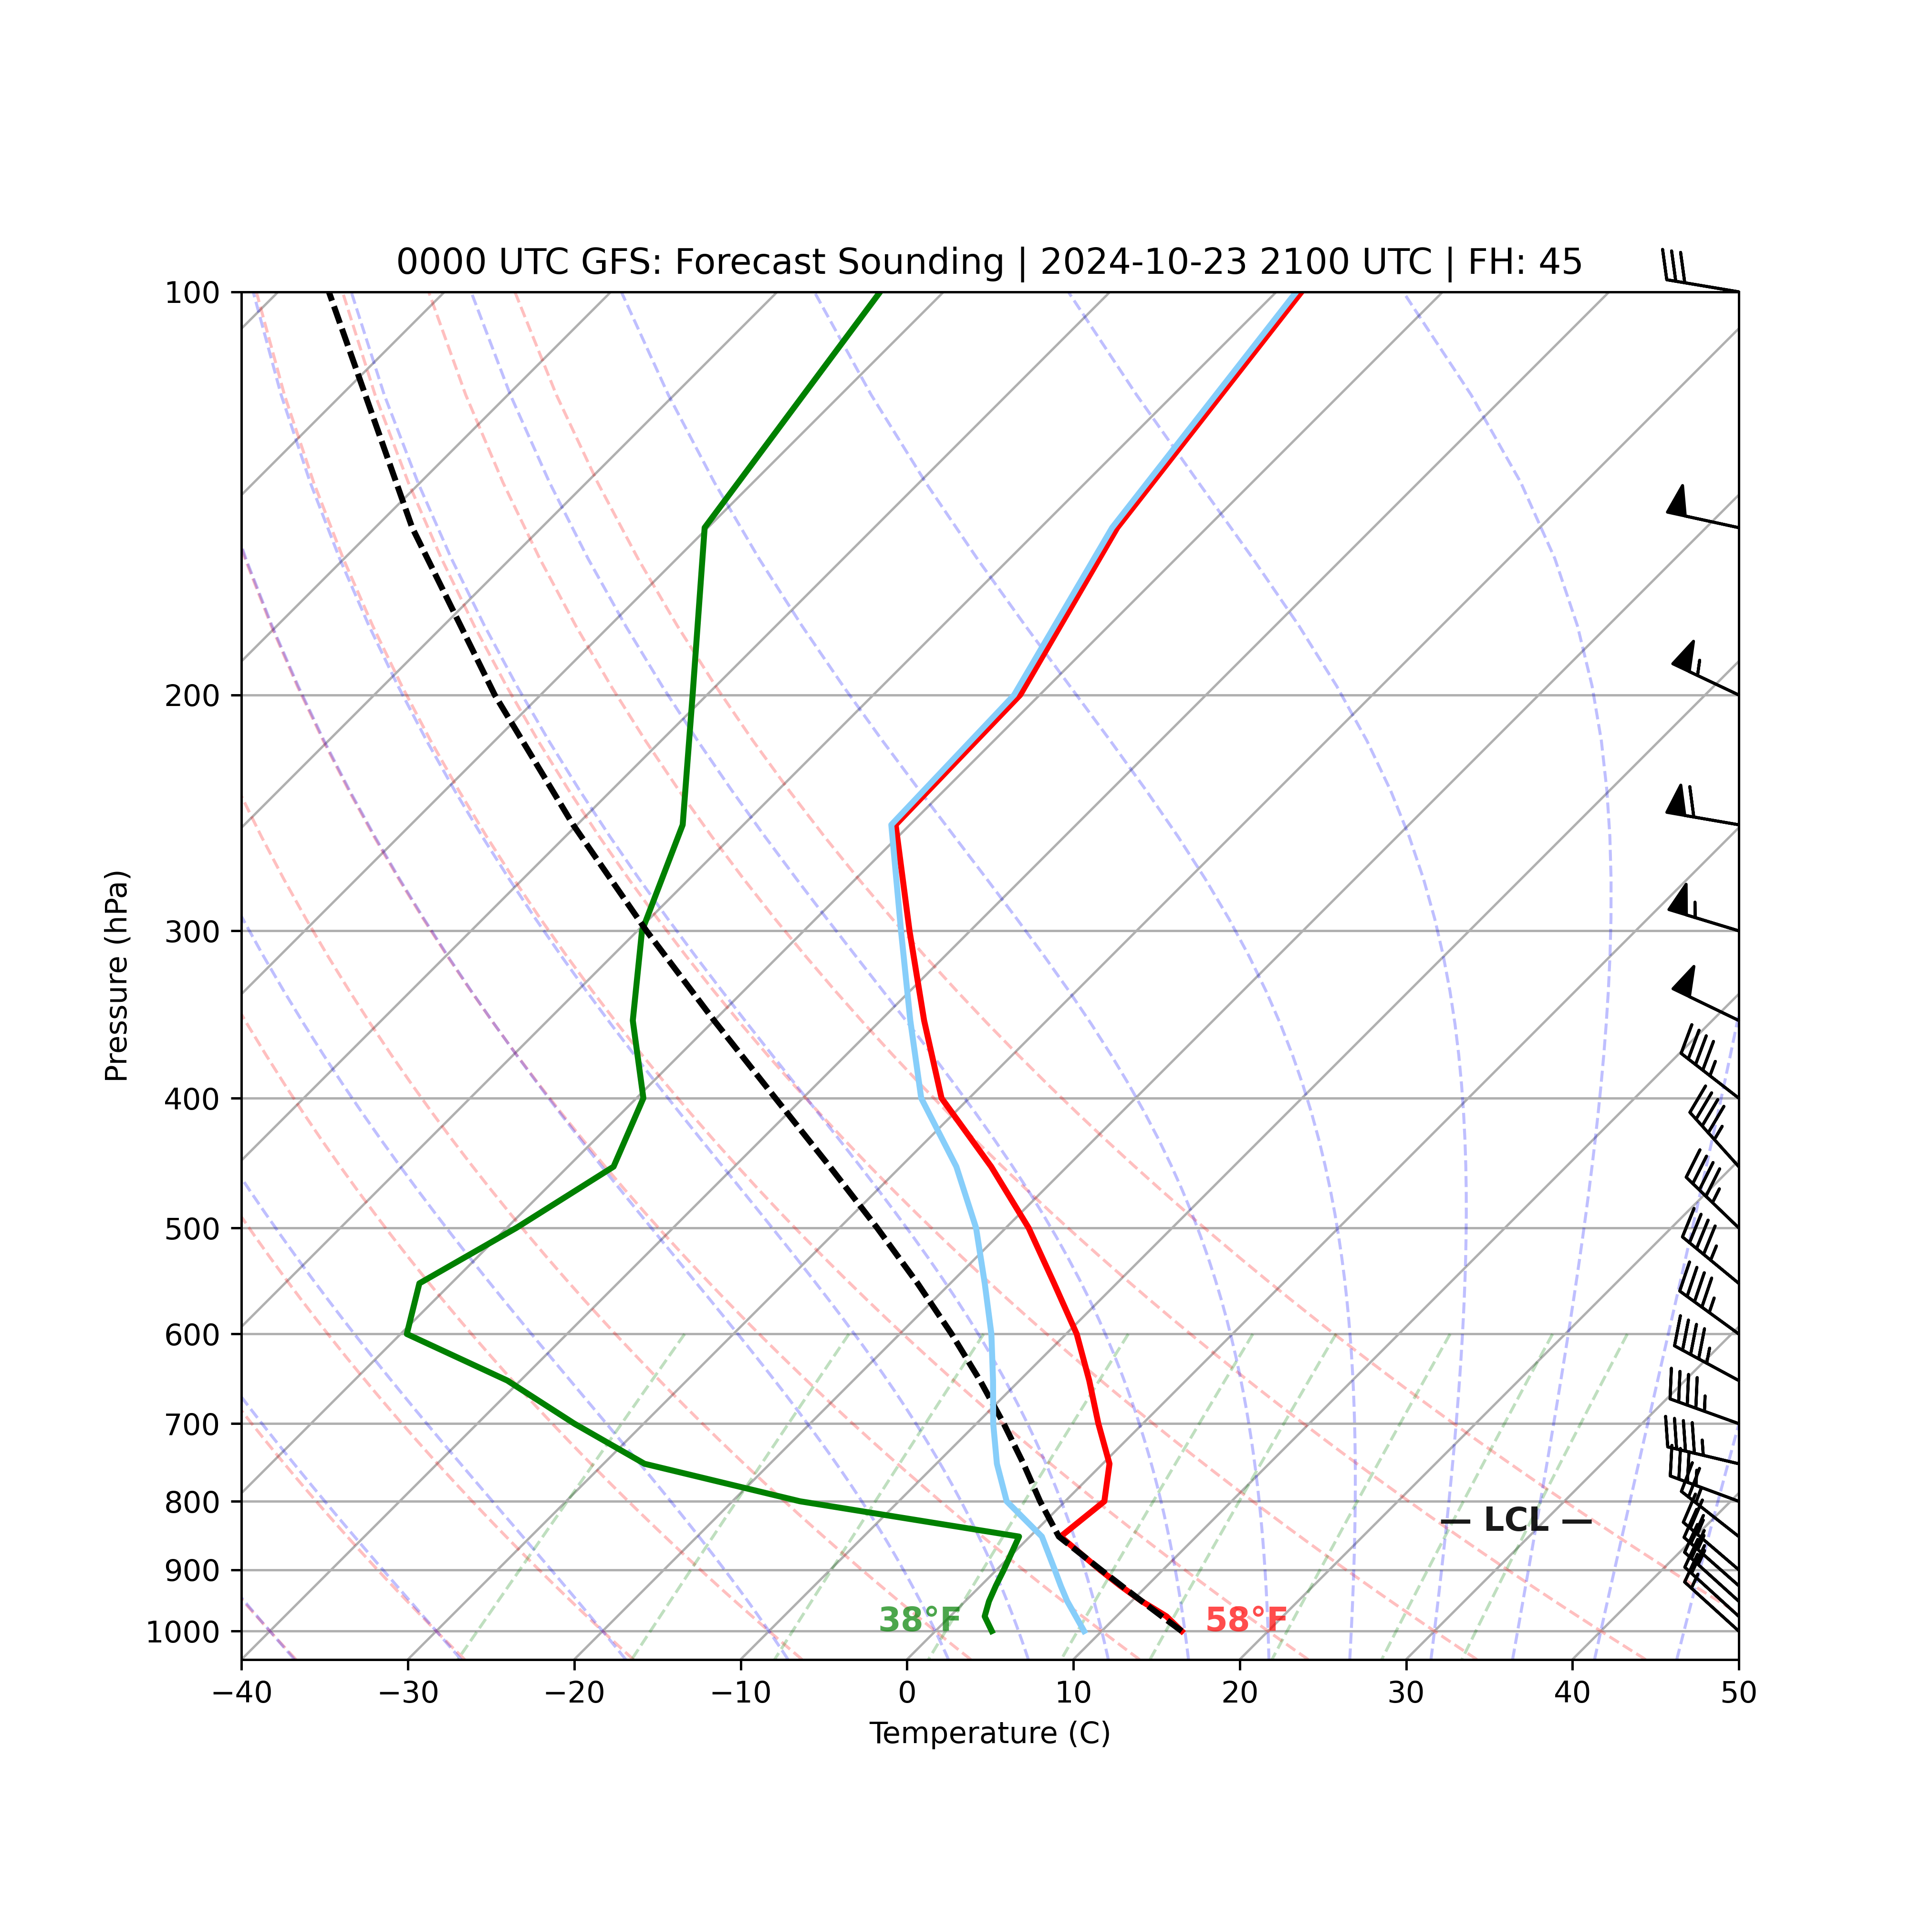 0000 UTC GFS: Forecast Sounding | 2024-10-23 2100 UTC | FH: 45
100
200
300
400
500
600
700
800
900
1000
Pressure (hPa)
— LCL —
38°F
58°F
−40 −30 −20 −10 0 10 20 30 40 50
Temperature (C)